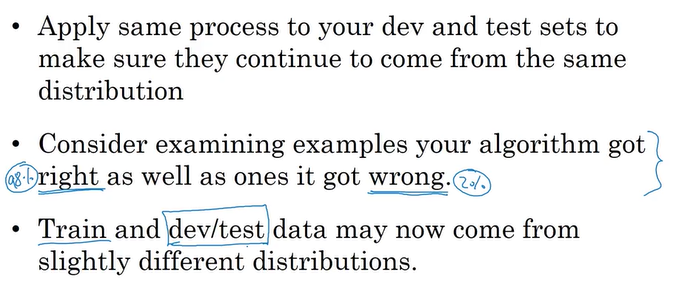 • Apply same process to your dev and test sets to
make sure they continue to come from the same
distribution
• Consider examining examples your algorithm got
98% right as well as ones it got wrong. 2%
• Train and dev/test data may now come from
slightly different distributions.